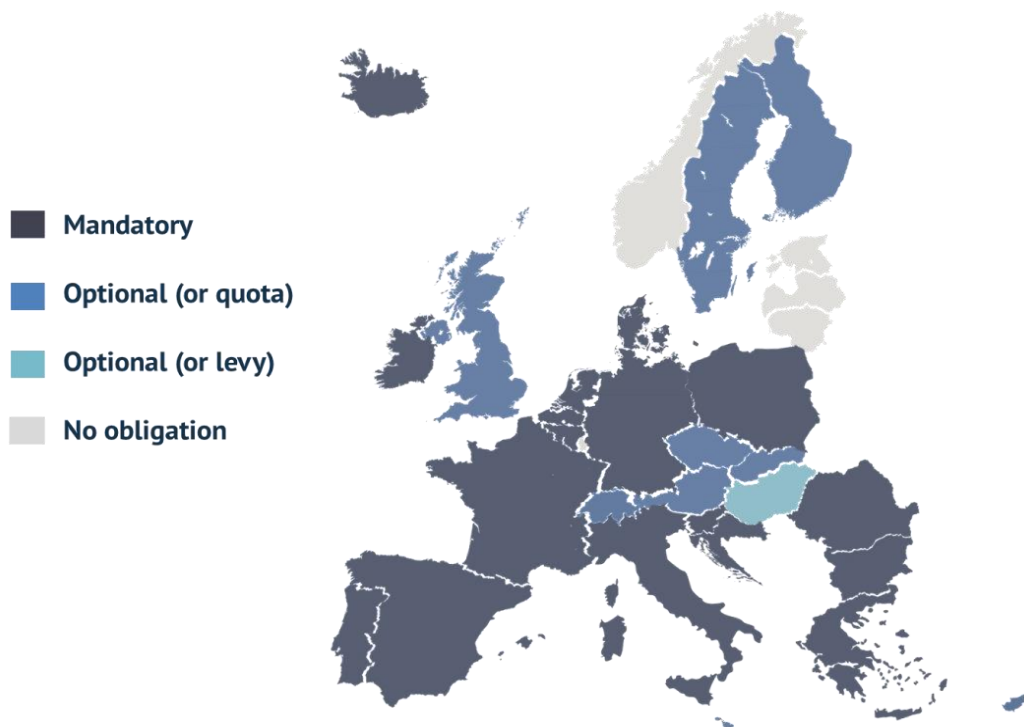 Mandatory
Optional (or quota)
Optional (or levy)
No obligation